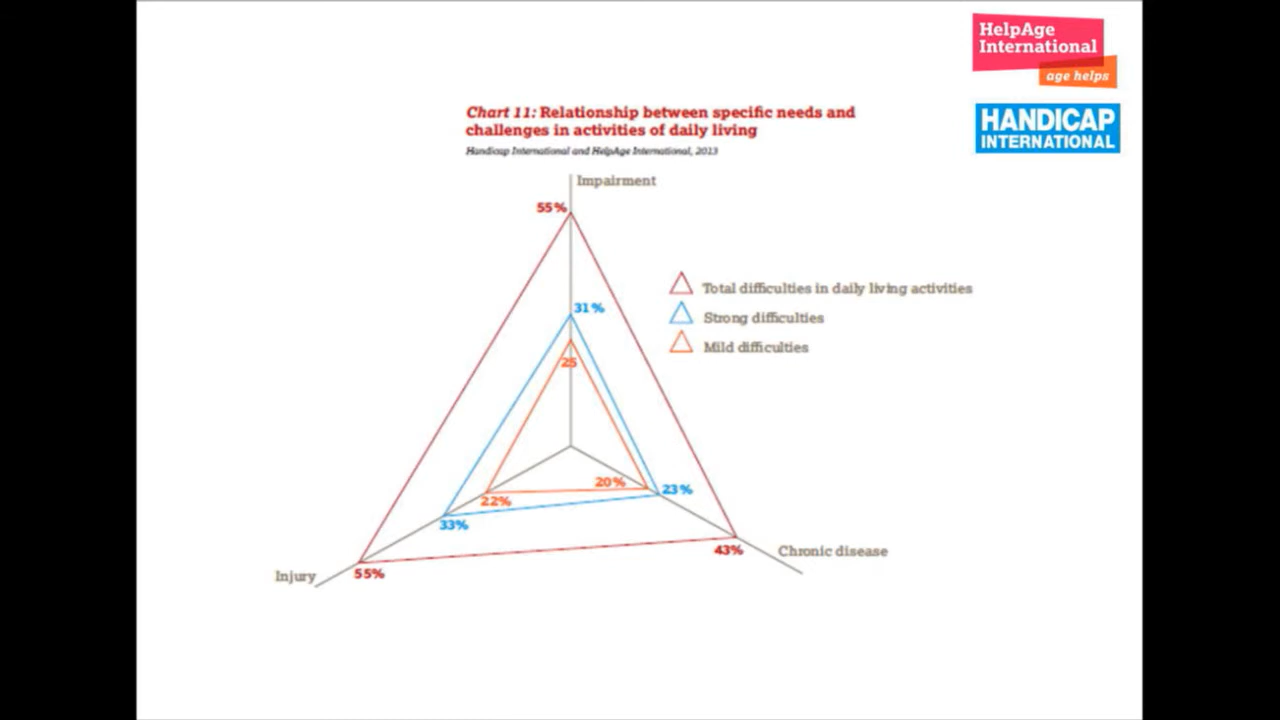 HelpAge
International
age helps
HANDICAP
INTERNATIONAL
Chart 11: Relationship between specific needs and
challenges in activities of daily living
Handicap International and HelpAge International, 2013
Impairment
55%
Total difficulties in daily living activities
31%
Strong difficulties
Mild difficulties
25
20%
23%
22%
33%
43%
Chronic disease
Injury
55%